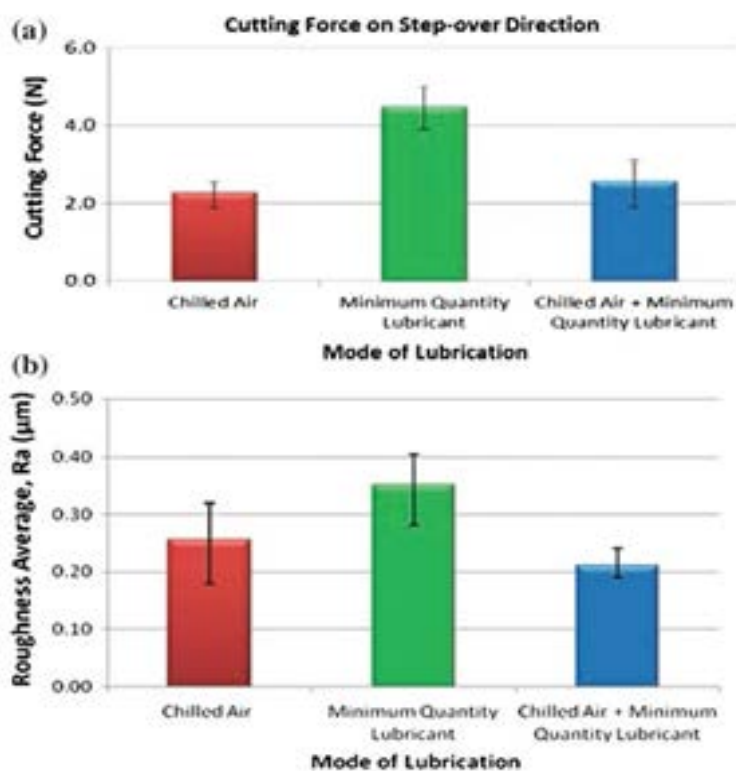 (a)
Cutting Force on Step-over Direction
Cutting Force (N)
6.0
4.0
2.0
0.0
Chilled Air
Minimum Quantity
Lubricant
Chilled Air + Minimum
Quantity Lubricant
Mode of Lubrication
(b)
Roughness Average, Ra (µm)
0.50
0.40
0.30
0.20
0.10
0.00
Chilled Air
Minimum Quantity
Lubricant
Chilled Air + Minimum
Quantity Lubricant
Mode of Lubrication